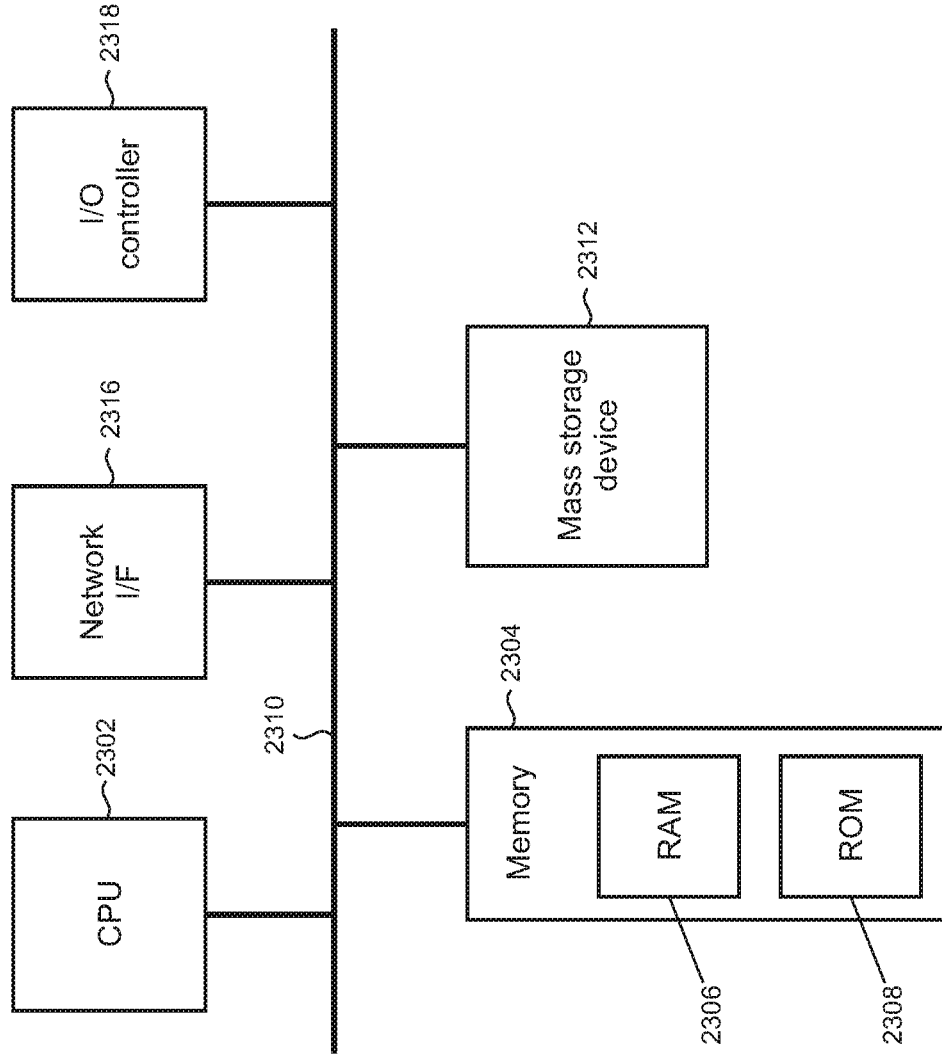 CPU
2302
Network
I/F
2316
I/O
controller
2318
2310
Memory
2304
RAM
2306
ROM
2308
Mass storage
device
2312